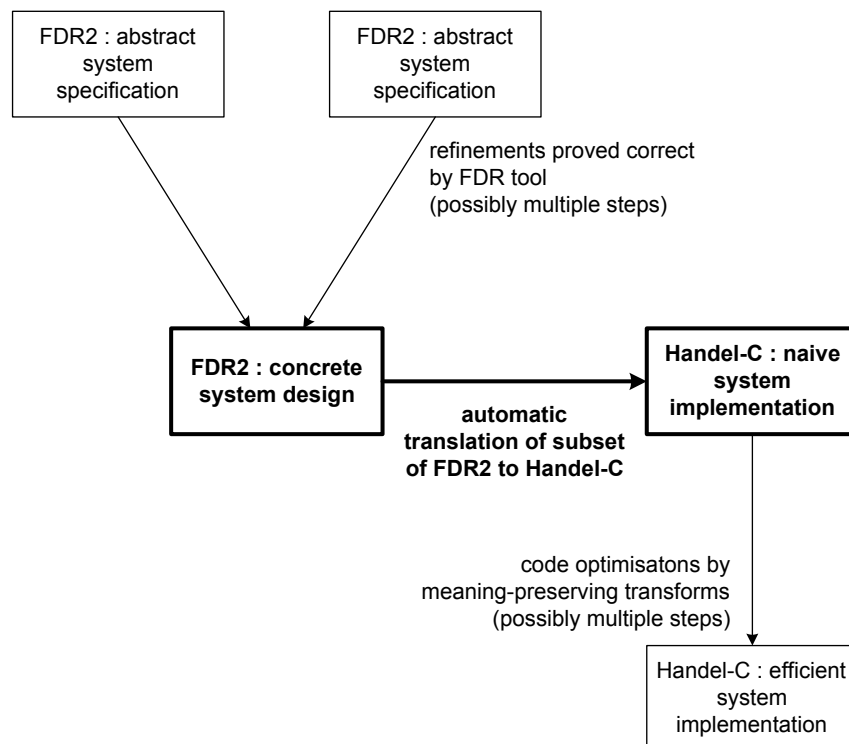 FDR2 : abstract
system
specification
FDR2 : abstract
system
specification
refinements proved correct
by FDR tool
(possibly multiple steps)
FDR2 : concrete
system design
Handel-C : naive
system
implementation
automatic
translation of subset
of FDR2 to Handel-C
code optimisatons by
meaning-preserving transforms
(possibly multiple steps)
Handel-C : efficient
system
implementation